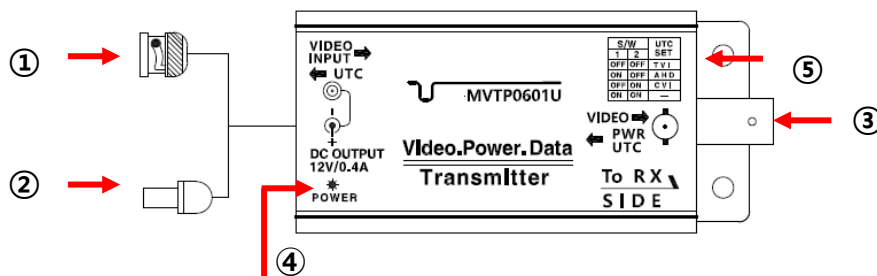 ①
②
③
④
⑤
VIDEO
INPUT
UTC
DC OUTPUT
12V/0.4A
POWER
MVTP0601U
Video.Power.Data
Transmitter
S/W UTC
1 2 SET
OFF OFF TVI
ON OFF AHD
OFF ON CVI
ON ON —
VIDEO
PWR
UTC
To RX
SIDE